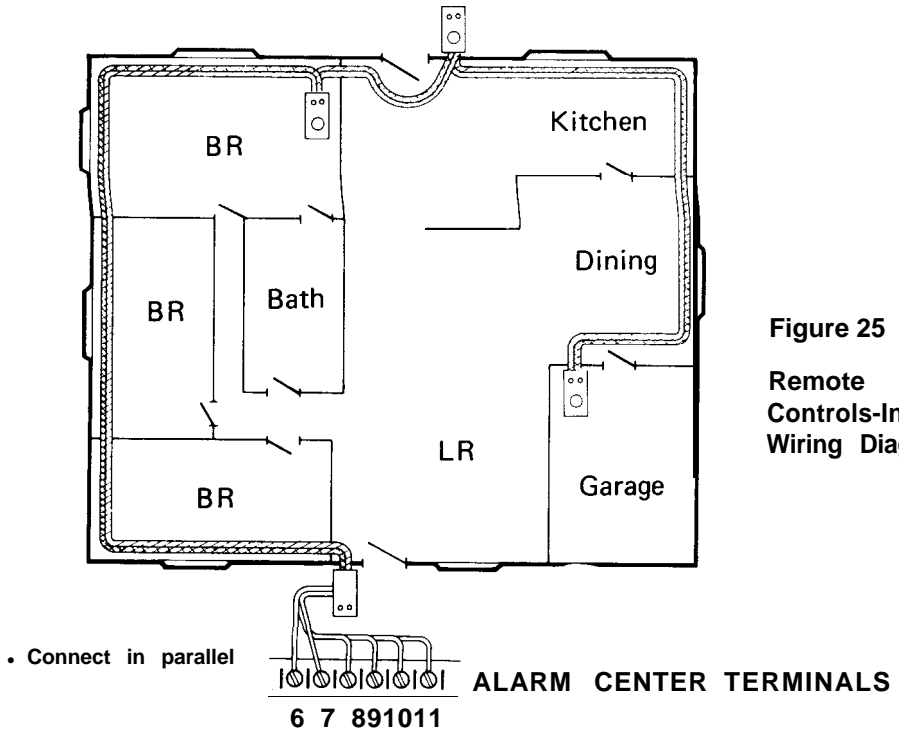 Kitchen
BR
Dining
BR
Bath
Figure 25
Remote
Controls-In
Wiring Diag
LR
BR
Garage
• Connect in parallel
ALARM CENTER TERMINALS
6 7 891011